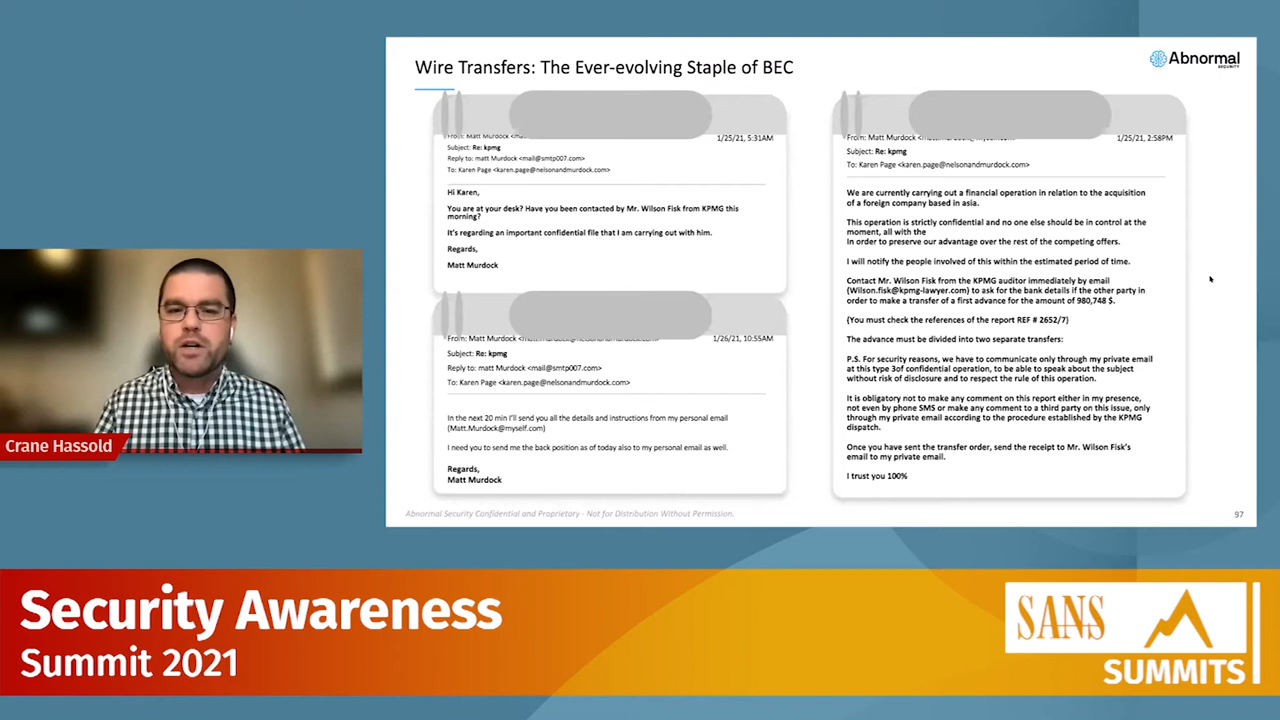 Wire Transfers: The Ever-evolving Staple of BEC
Abnormal
SECURITY
From: Matt Murdock
1/25/21, 5:31AM
Subject: Re: kpmg
Reply to: matt Murdock <mail@smtp007.com>
To: Karen Page <karen.page@nelsonandmurdock.com>
Hi Karen,
You are at your desk? Have you been contacted by Mr. Wilson Fisk from KPMG this
morning?
It's regarding an important confidential file that I am carrying out with him.
Regards,
Matt Murdock
From: Matt Murdock
1/26/21, 10:55AM
Subject: Re: kpmg
Reply to: matt Murdock <mail@smtp007.com>
To: Karen Page <karen.page@nelsonandmurdock.com>
In the next 20 min I'll send you all the details and instructions from my personal email
(Matt.Murdock@myself.com)
I need you to send me the back position as of today also to my personal email as well.
Regards,
Matt Murdock
From: Matt Murdock
1/25/21, 2:58PM
Subject: Re: kpmg
To: Karen Page <karen.page@nelsonandmurdock.com>
We are currently carrying out a financial operation in relation to the acquisition
of a foreign company based in asia.
This operation is strictly confidential and no one else should be in control at the
moment, all with the
In order to preserve our advantage over the rest of the competing offers.
I will notify the people involved of this within the estimated period of time.
Contact Mr. Wilson Fisk from the KPMG auditor immediately by email
(Wilson.fisk@kpmg-lawyer.com) to ask for the bank details if the other party in
order to make a transfer of a first advance for the amount of 980,748 $.
(You must check the references of the report REF # 2652/7)
The advance must be divided into two separate transfers:
P.S. For security reasons, we have to communicate only through my private email
at this type 3of confidential operation, to be able to speak about the subject
without risk of disclosure and to respect the rule of this operation.
It is obligatory not to make any comment on this report either in my presence,
not even by phone SMS or make any comment to a third party on this issue, only
through my private email according to the procedure established by the KPMG
dispatch.
Once you have sent the transfer order, send the receipt to Mr. Wilson Fisk's
email to my private email.
I trust you 100%
Abnormal Security Confidential and Proprietary - Not for Distribution Without Permission.
97
Crane Hassold
Security Awareness
Summit 2021
SANS
SUMMITS